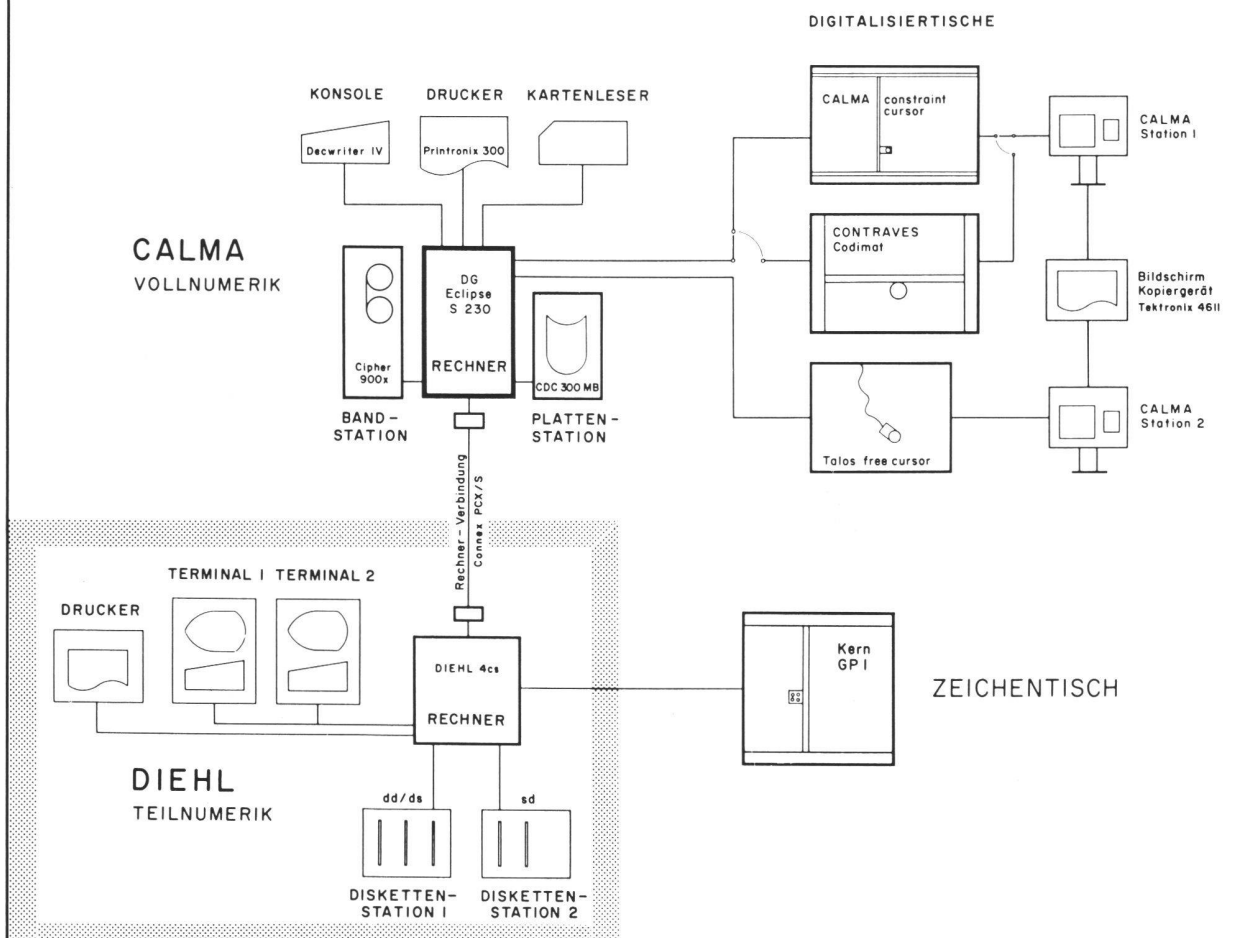 DIGITALISIERTISCHE
KONSOLE
DRUCKER
KARTENLESER
Decwriter IV
Printronix 300
CALMA
constraint
cursor
CALMA
Station 1
CALMA
VOLLNUMERIK
DG
Eclipse
S 230
RECHNER
Cipher
900x
CDC 300 MB
BAND-
STATION
PLATTEN-
STATION
CONTRAVES
Codimat
Bildschirm
Kopiergerät
Tektronix 4611
Talos free cursor
CALMA
Station 2
Rechner-Verbindung
Connex PCX/S
TERMINAL 1
TERMINAL 2
DRUCKER
DIEHL 4cs
RECHNER
Kern
GP1
ZEICHENTISCH
DIEHL
TEILNUMERIK
dd/ds
sd
DISKETTEN-
STATION 1
DISKETTEN-
STATION 2